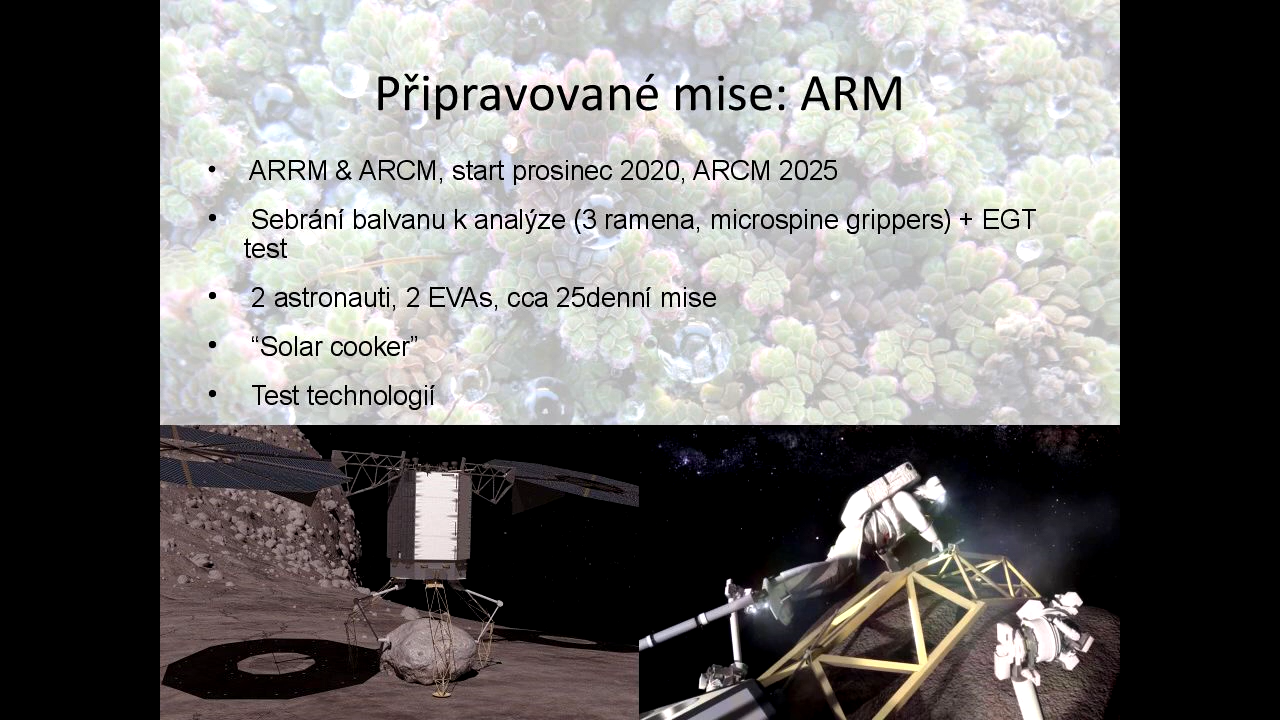 Připravované mise: ARM
• ARRM & ARCM, start prosinec 2020, ARCM 2025
• Sebrání balvanu k analýze (3 ramena, microspine grippers) + EGT
test
• 2 astronauti, 2 EVAs, cca 25denní mise
• “Solar cooker”
• Test technologií